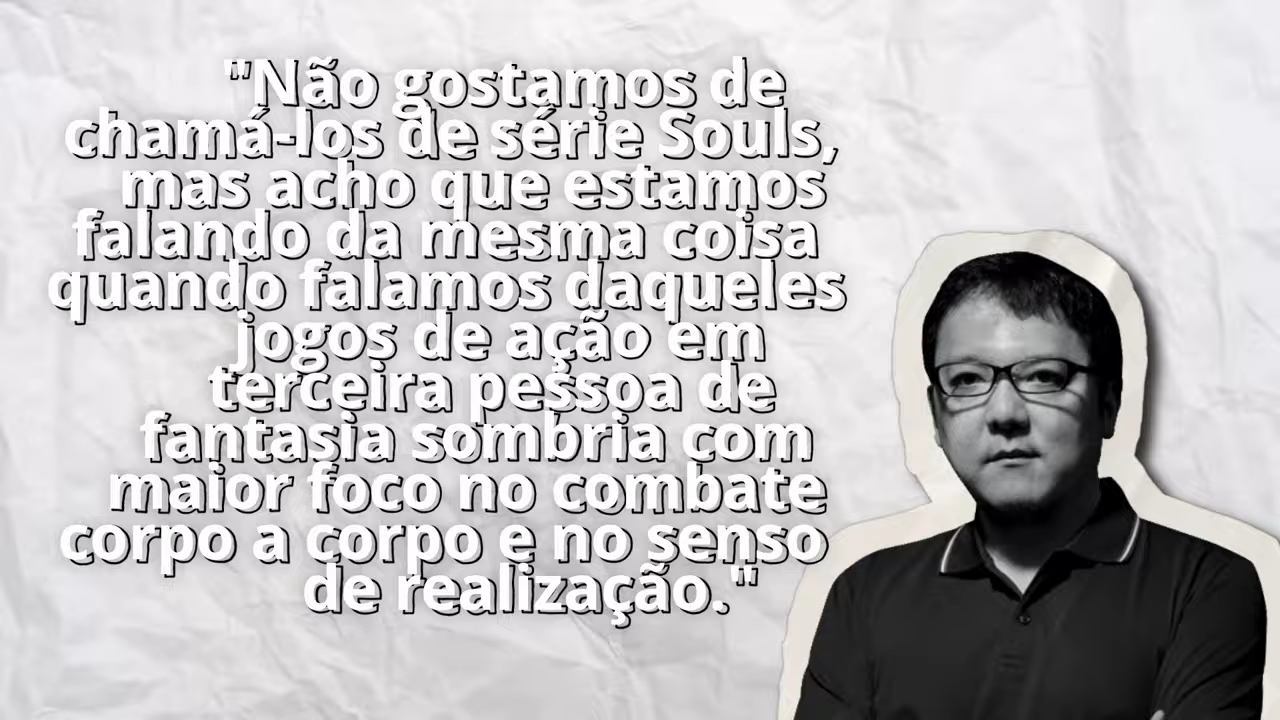 "Não gostamos de
chamá-los de série Souls,
mas acho que estamos
falando da mesma coisa
quando falamos daqueles
jogos de ação em
terceira pessoa de
fantasia sombria com
maior foco no combate
corpo a corpo e no senso
de realização."